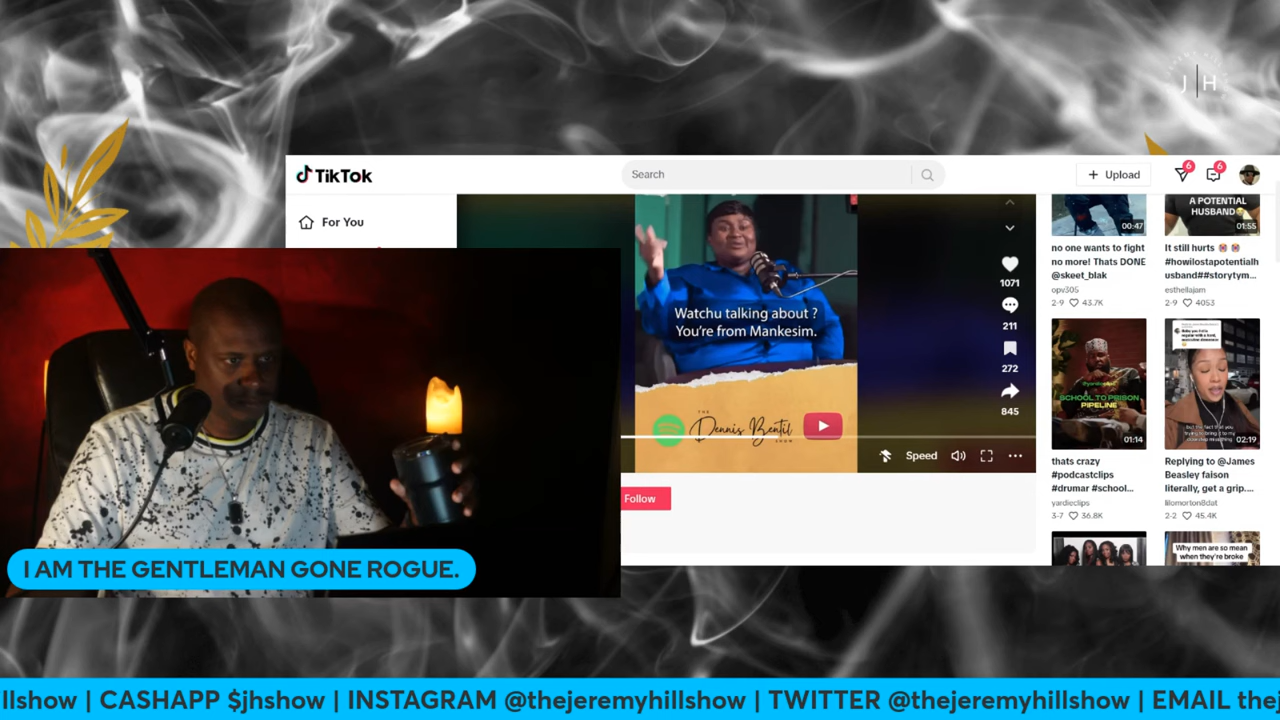 J | H
TikTok
Search
+ Upload
6
6
For You
Watchu talking about ?
You're from Mankesim.
THE
Dennis Bentil
SHOW
1071
211
272
845
Speed
Follow
00:47
no one wants to fight
no more! Thats DONE
@skeet_blak
opv305
2-9 43.7K
A POTENTIAL
HUSBAND
01:55
It still hurts
#howilostapotentialh
usband##storytym...
esthellajam
2-9 4053
SCHOOL TO PRISON
PIPELINE
01:14
thats crazy
#podcastclips
#drumar #school...
yardieclips
3-7 36.8K
02:19
Replying to @James
Beasley faison
literally, get a grip....
lilomorton8dat
2-2 45.4K
Why men are so mean
when they're broke
I AM THE GENTLEMAN GONE ROGUE.
llshow | CASHAPP $jhshow | INSTAGRAM @thejeremyhillshow | TWITTER @thejeremyhillshow | EMAIL thej